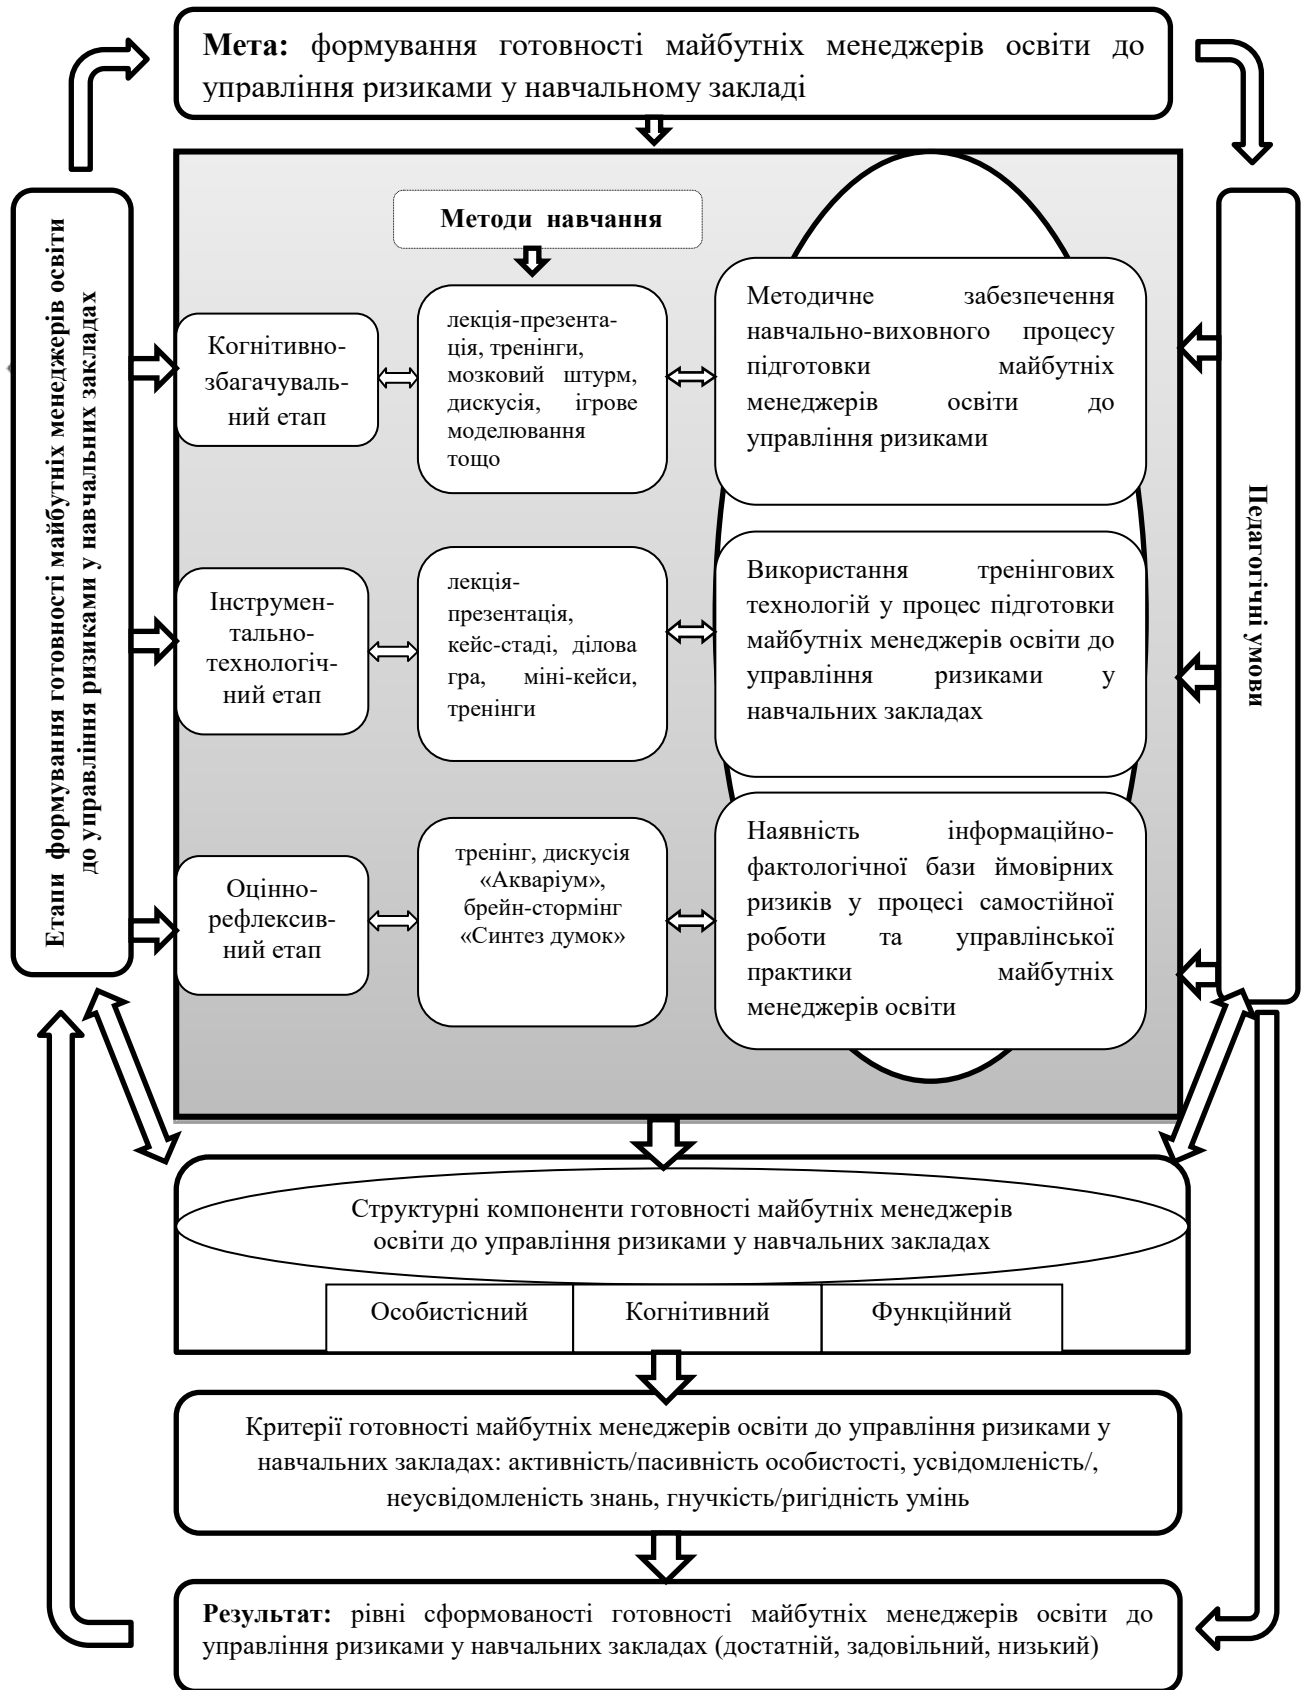 Мета: формування готовності майбутніх менеджерів освіти до
управління ризиками у навчальному закладі
Етапи формування готовності майбутніх менеджерів освіти
до управління ризиками у навчальних закладах
Методи навчання
Когнітивно-
збагачуваль-
ний етап
лекція-презента-
ція, тренінги,
мозковий штурм,
дискусія, ігрове
моделювання
тощо
Методичне забезпечення
навчально-виховного процесу
підготовки майбутніх
менеджерів освіти до
управління ризиками
Інструмен-
тально-
технологіч-
ний етап
лекція-
презентація,
кейс-стаді, ділова
гра, міні-кейси,
тренінги
Використання тренінгових
технологій у процес підготовки
майбутніх менеджерів освіти до
управління ризиками у
навчальних закладах
Оцінно-
рефлексив-
ний етап
тренінг, дискусія
«Акваріум»,
брейн-стормінг
«Синтез думок»
Наявність інформаційно-
фактологічної бази ймовірних
ризиків у процесі самостійної
роботи та управлінської
практики майбутніх
менеджерів освіти
Педагогічні умови
Структурні компоненти готовності майбутніх менеджерів
освіти до управління ризиками у навчальних закладах
Особистісний
Когнітивний
Функційний
Критерії готовності майбутніх менеджерів освіти до управління ризиками у
навчальних закладах: активність/пасивність особистості, усвідомленість/,
неусвідомленість знань, гнучкість/ригідність умінь
Результат: рівні сформованості готовності майбутніх менеджерів освіти до
управління ризиками у навчальних закладах (достатній, задовільний, низький)